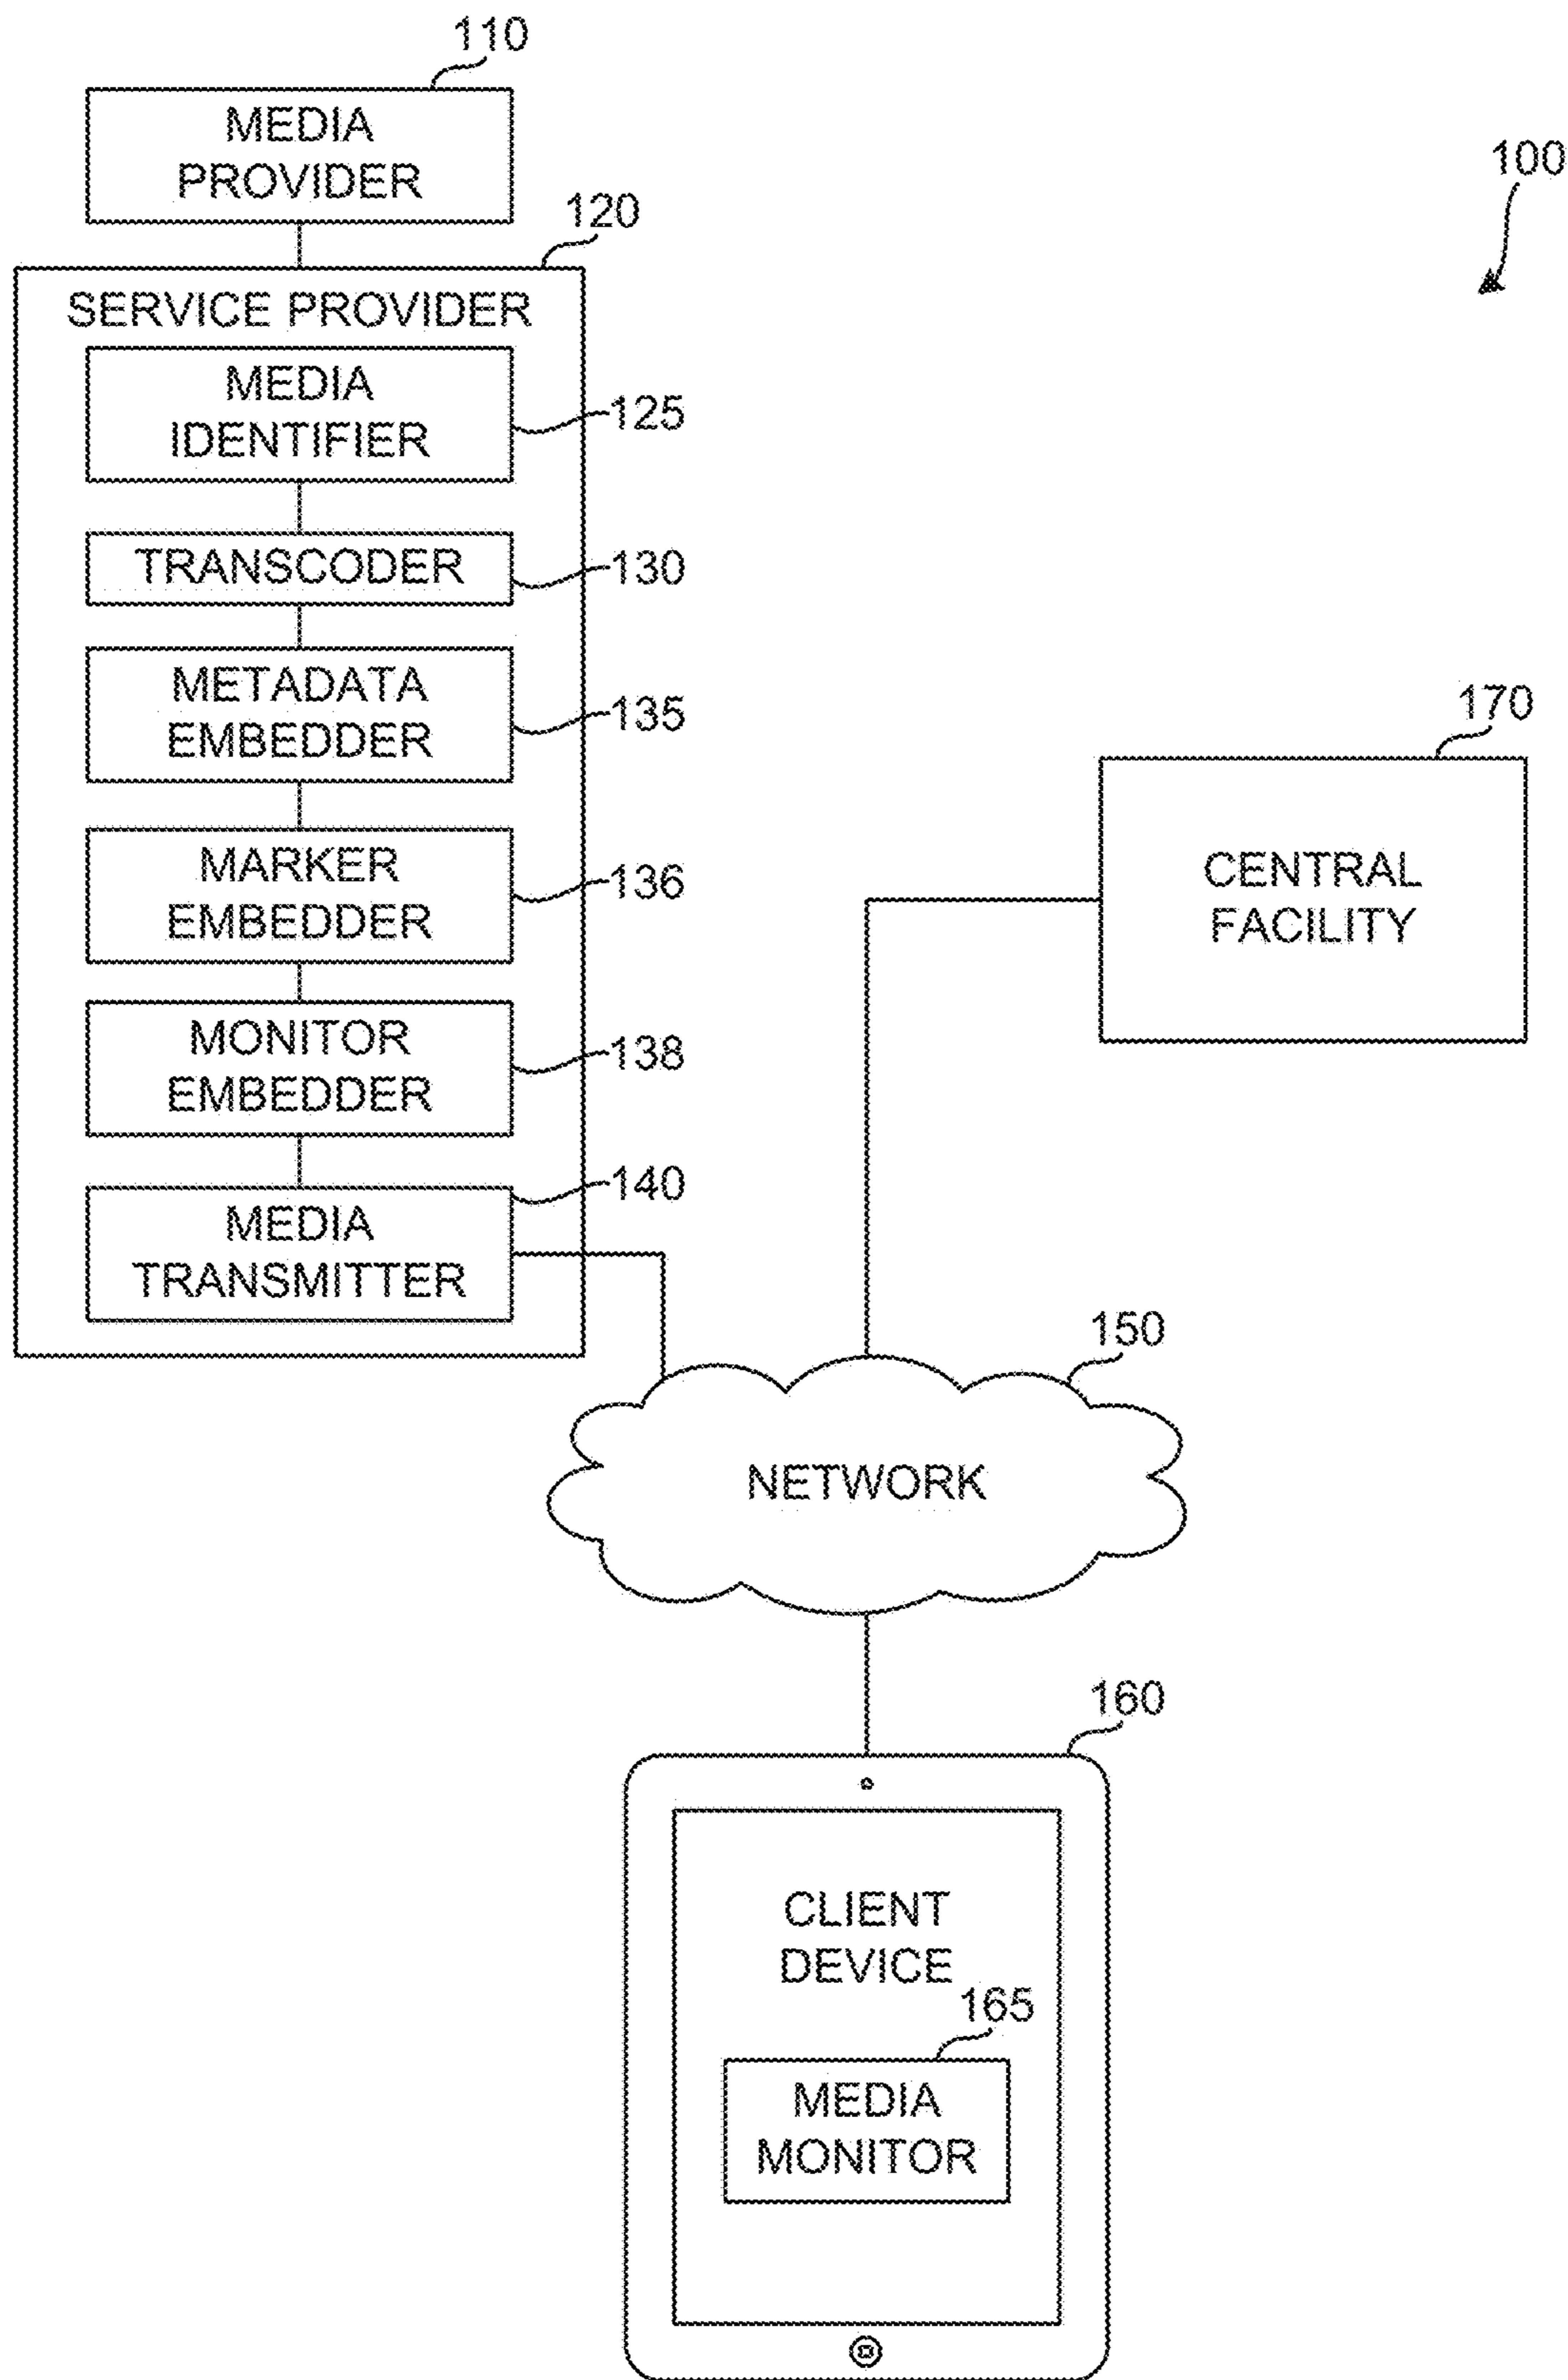 110
MEDIA
PROVIDER
100
120
SERVICE PROVIDER
MEDIA
IDENTIFIER
125
TRANSCODER
130
METADATA
EMBEDDER
135
MARKER
EMBEDDER
136
MONITOR
EMBEDDER
138
MEDIA
TRANSMITTER
140
170
CENTRAL
FACILITY
150
NETWORK
160
CLIENT
DEVICE
165
MEDIA
MONITOR